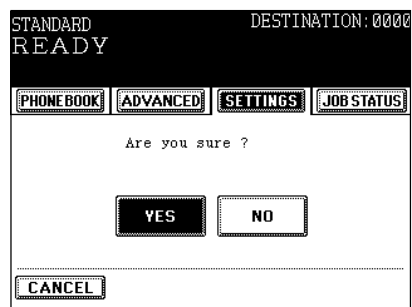 STANDARD DESTINATION:0000
READY
PHONEBOOK ADVANCED SETTINGS JOB STATUS
Are you sure ?
YES NO
CANCEL